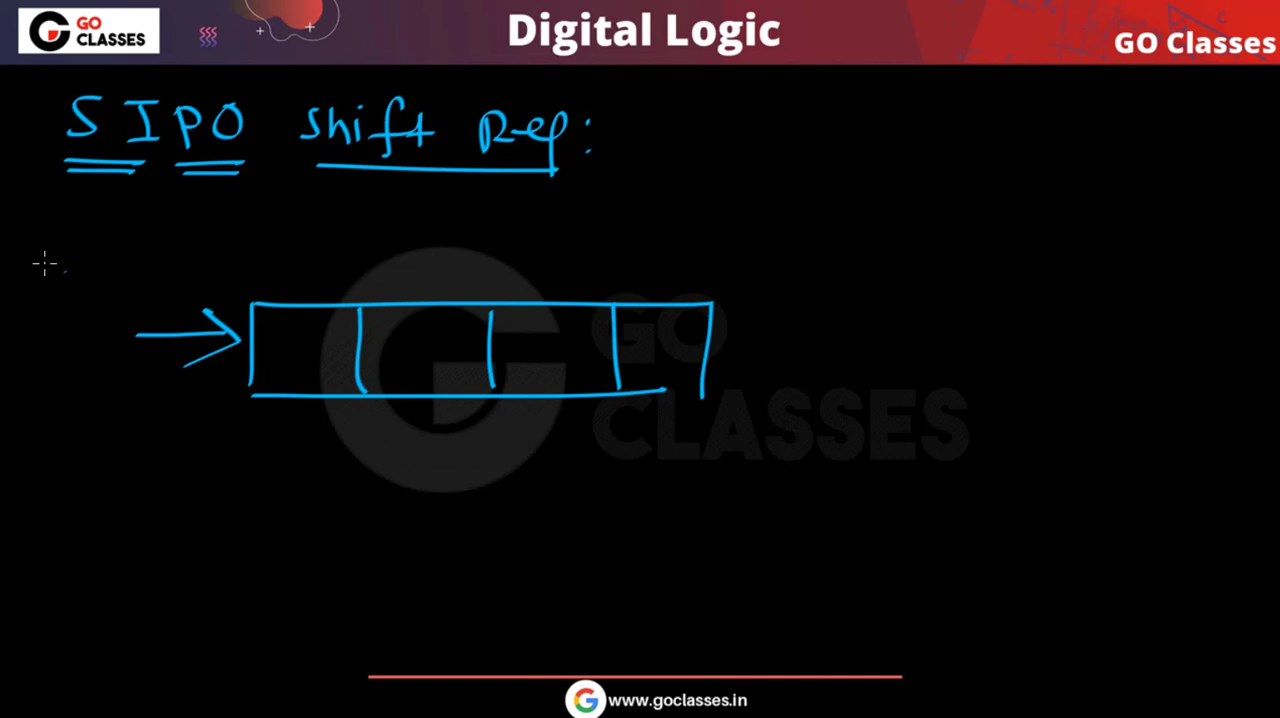 GO
CLASSES
Digital Logic
GO Classes
SIPO Shift Reg:
GO
CLASSES
www.goclasses.in